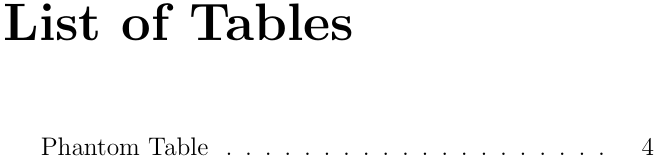 List of Tables
Phantom Table . . . . . . . . . . . . . . . . . . . . 4